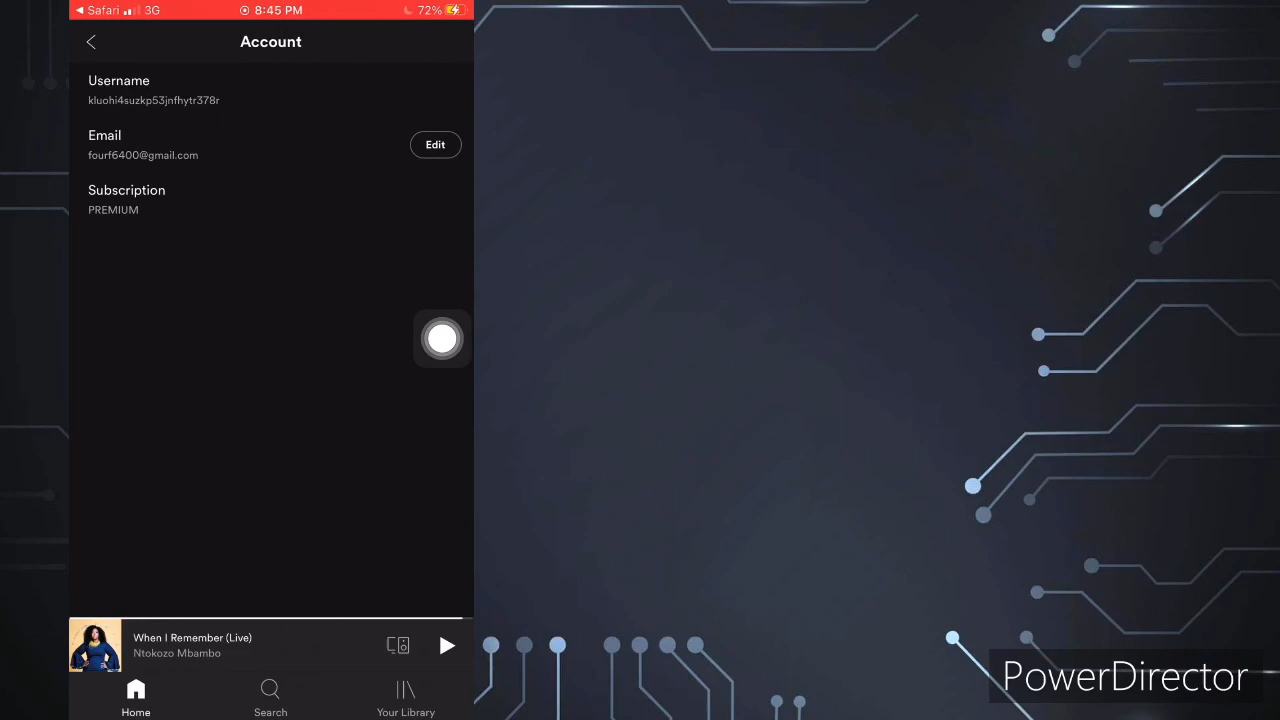 Safari 3G 8:45 PM 72%
Account
Username
kluohi4suzkp53jnfhytr378r
Email
fourf6400@gmail.com
Edit
Subscription
PREMIUM
When I Remember (Live)
Ntokozo Mbambo
Home Search Your Library
PowerDirector